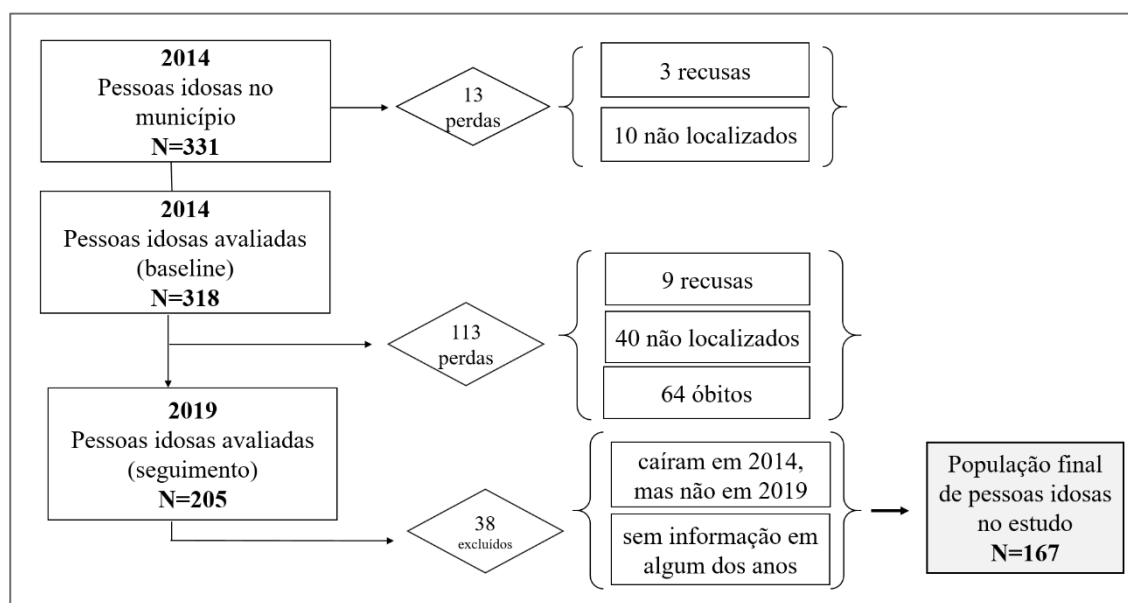 2014
Pessoas idosas no
município
N=331
13
perdas
3 recusas
10 não localizados
2014
Pessoas idosas avaliadas
(baseline)
N=318
113
perdas
9 recusas
40 não localizados
64 óbitos
2019
Pessoas idosas avaliadas
(seguimento)
N=205
38
excluídos
caíram em 2014,
mas não em 2019
sem informação em
algum dos anos
População final
de pessoas idosas
no estudo
N=167